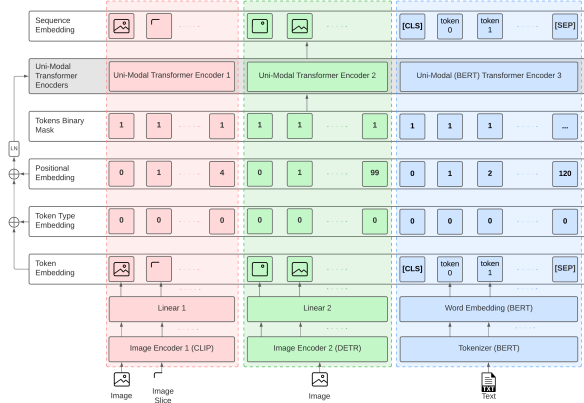 Sequence
Embedding
[CLS]
token
0
token
1
[SEP]
Uni-Modal
Transformer
Encoders
Uni-Modal Transformer Encoder 1
Uni-Modal Transformer Encoder 2
Uni-Modal (BERT) Transformer Encoder 3
Tokens Binary
Mask
1 1 1 1 1 1 1 1 1 ...
LN
Positional
Embedding
0 1 4 0 1 99 0 1 2 120
Token Type
Embedding
0 0 0 0 0 0 0 0 0 0
Token
Embedding
[CLS]
token
0
token
1
[SEP]
Linear 1
Linear 2
Word Embedding (BERT)
Image Encoder 1 (CLIP)
Image Encoder 2 (DETR)
Tokenizer (BERT)
TXT
Image
Image
Slice
Image
Text